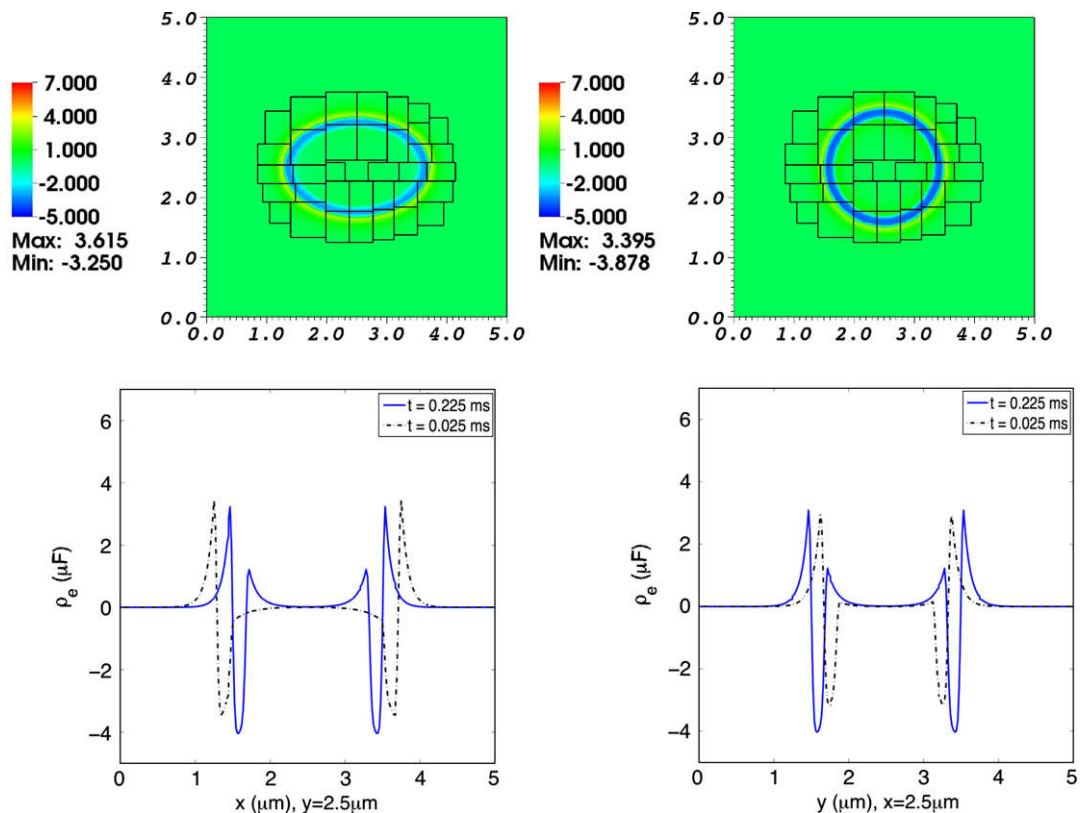 5.0
4.0
3.0
2.0
1.0
0.0
0.0 1.0 2.0 3.0 4.0 5.0
7.000
4.000
1.000
-2.000
-5.000
Max: 3.615
Min: -3.250
5.0
4.0
3.0
2.0
1.0
0.0
0.0 1.0 2.0 3.0 4.0 5.0
7.000
4.000
1.000
-2.000
-5.000
Max: 3.395
Min: -3.878
t = 0.225 ms
t = 0.025 ms
6
4
2
0
−2
−4
0 1 2 3 4 5
ρe (μF)
x (μm), y=2.5μm
t = 0.225 ms
t = 0.025 ms
6
4
2
0
−2
−4
0 1 2 3 4 5
ρe (μF)
y (μm), x=2.5μm